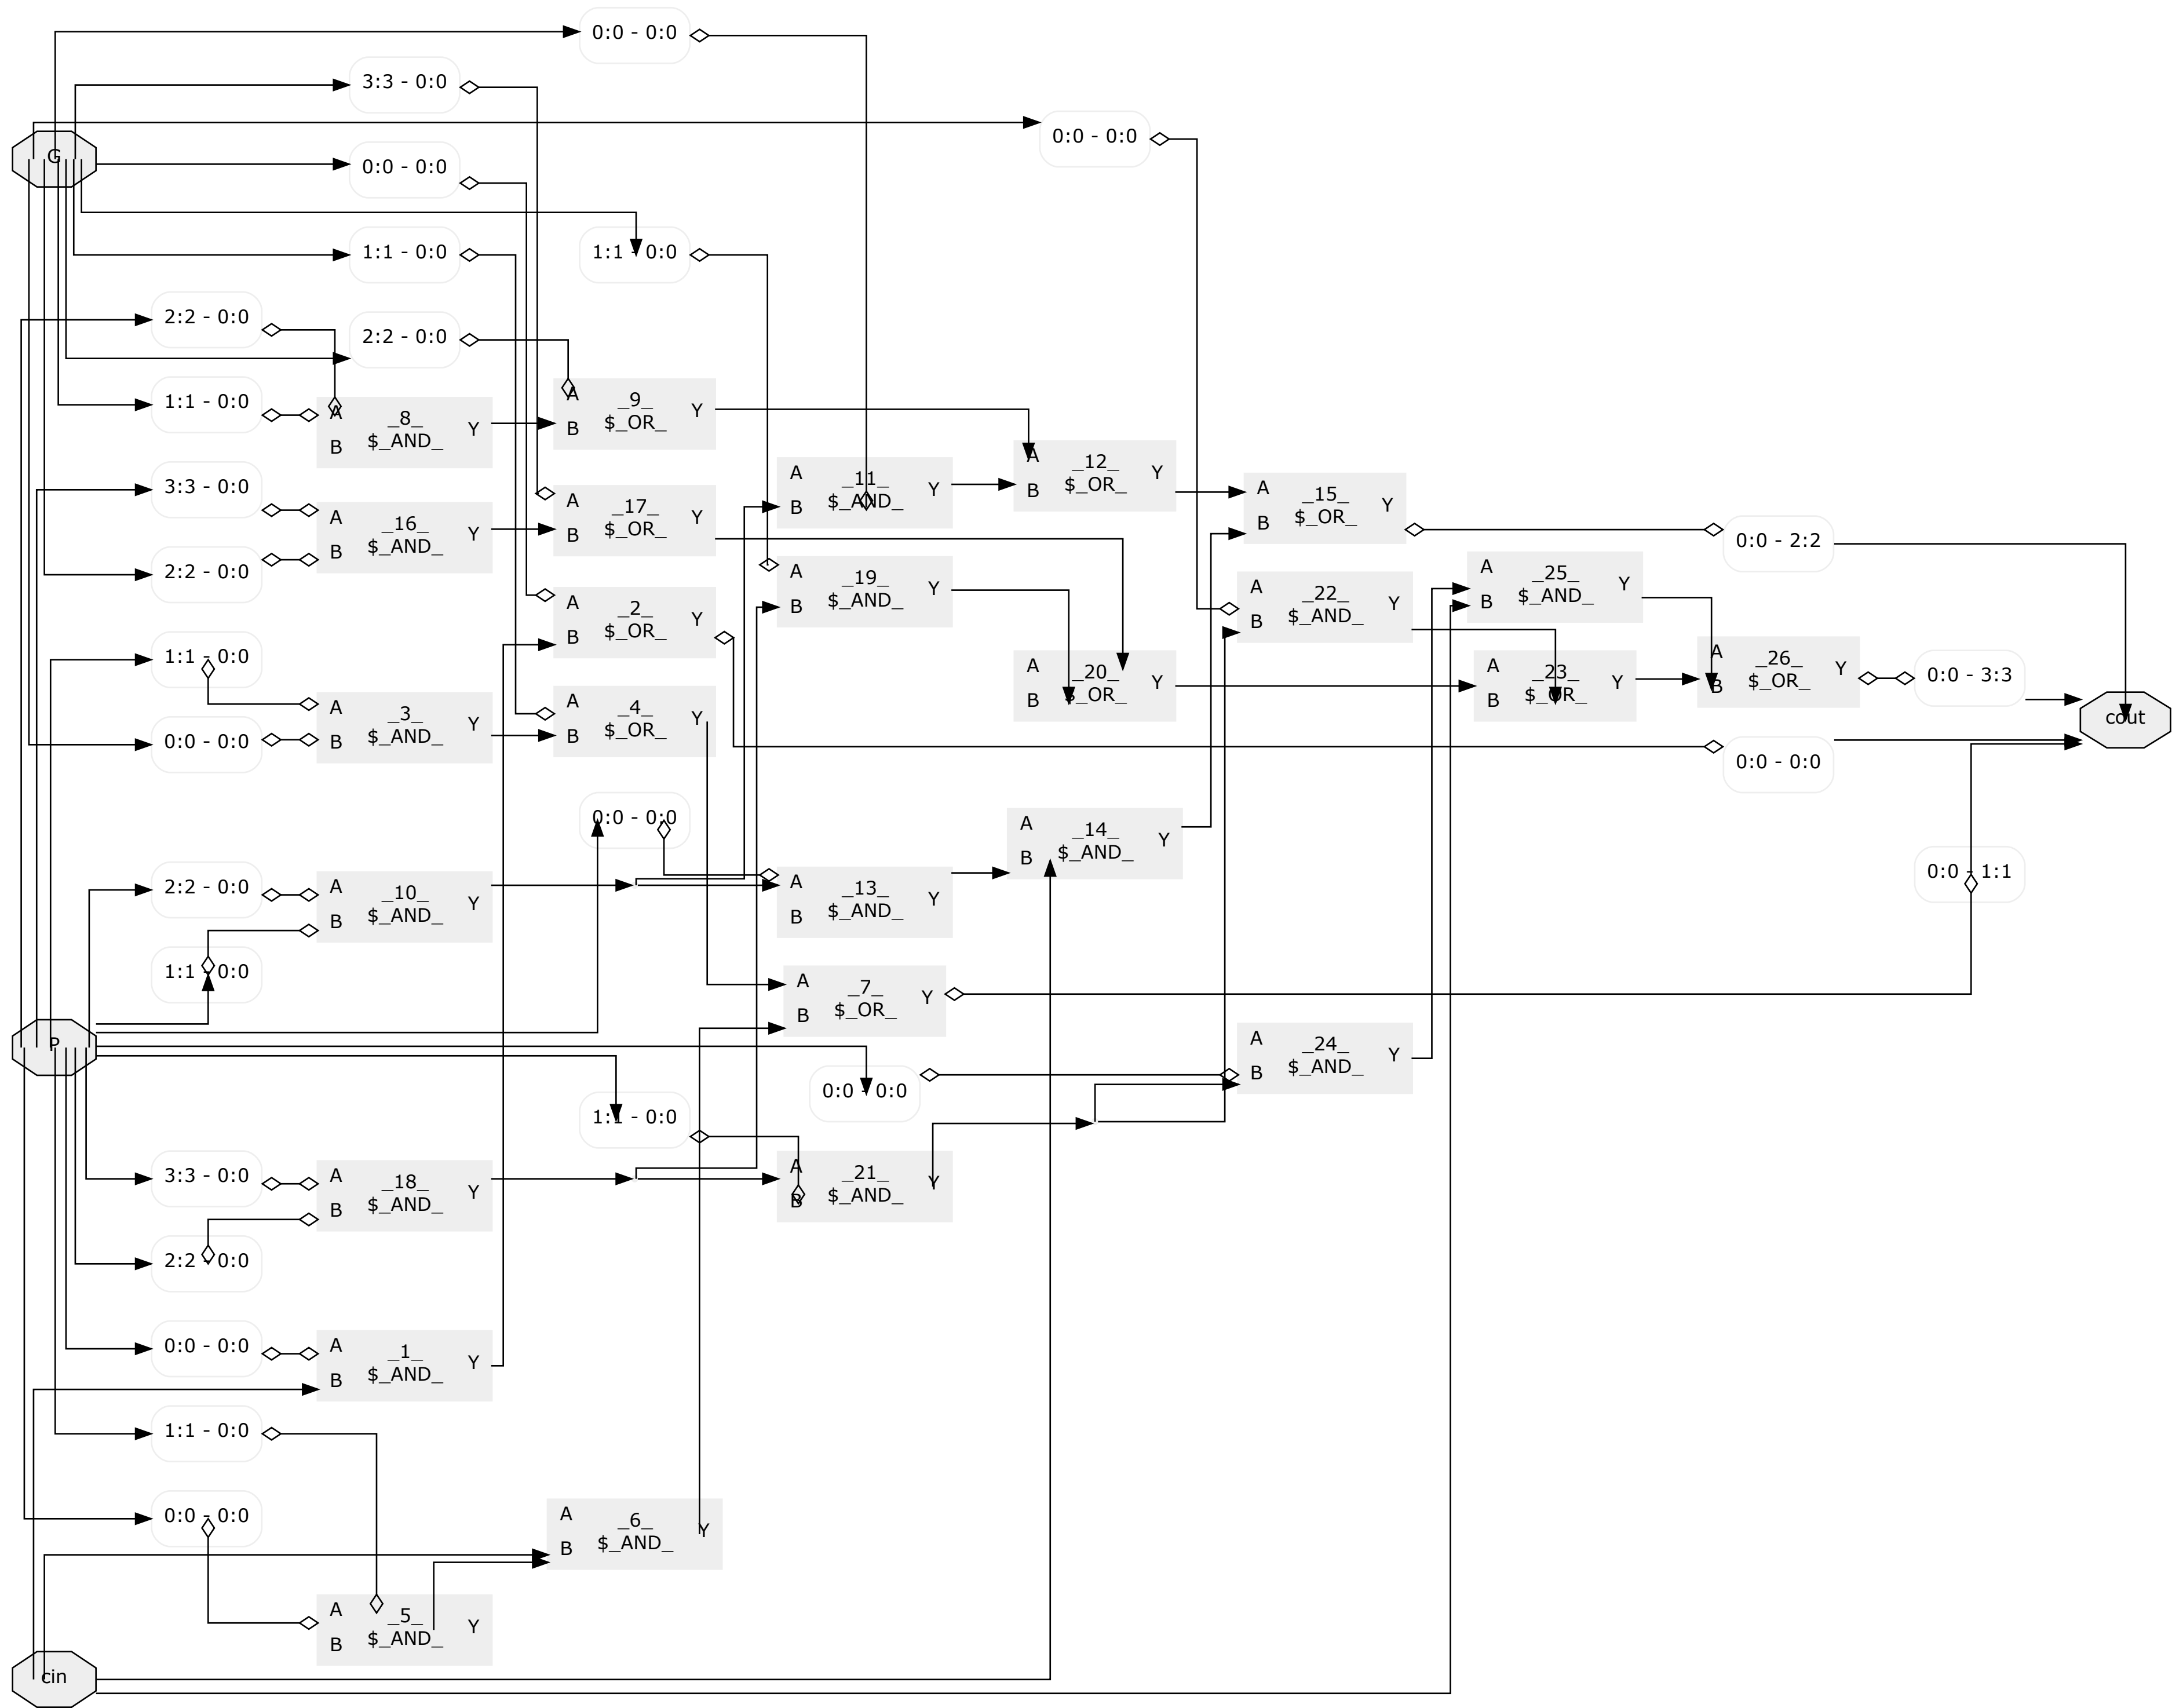 0:0 - 0:0
3:3 - 0:0
0:0 - 0:0
G
0:0 - 0:0
1:1 - 0:0
1:1 - 0:0
2:2 - 0:0
2:2 - 0:0
1:1 - 0:0
A
B
_8_
$_AND_
Y
A
B
_9_
$_OR_
Y
3:3 - 0:0
2:2 - 0:0
A
B
_16_
$_AND_
Y
A
B
_17_
$_OR_
Y
A
B
_11_
$_AND_
Y
A
B
_12_
$_OR_
Y
A
B
_15_
$_OR_
Y
0:0 - 2:2
A
B
_2_
$_OR_
Y
A
B
_19_
$_AND_
Y
A
B
_22_
$_AND_
Y
A
B
_25_
$_AND_
Y
1:1 - 0:0
0:0 - 0:0
A
B
_3_
$_AND_
Y
A
B
_4_
$_OR_
Y
A
B
_20_
$_OR_
Y
A
B
_23_
$_OR_
Y
A
B
_26_
$_OR_
Y
0:0 - 3:3
cout
0:0 - 0:0
0:0 - 0:0
A
B
_14_
$_AND_
Y
0:0 - 1:1
2:2 - 0:0
1:1 - 0:0
A
B
_10_
$_AND_
Y
A
B
_13_
$_AND_
Y
A
B
_7_
$_OR_
Y
P
1:1 - 0:0
0:0 - 0:0
A
B
_24_
$_AND_
Y
3:3 - 0:0
2:2 - 0:0
A
B
_18_
$_AND_
Y
A
B
_21_
$_AND_
Y
0:0 - 0:0
A
B
_1_
$_AND_
Y
1:1 - 0:0
0:0 - 0:0
A
B
_6_
$_AND_
Y
A
B
_5_
$_AND_
Y
cin